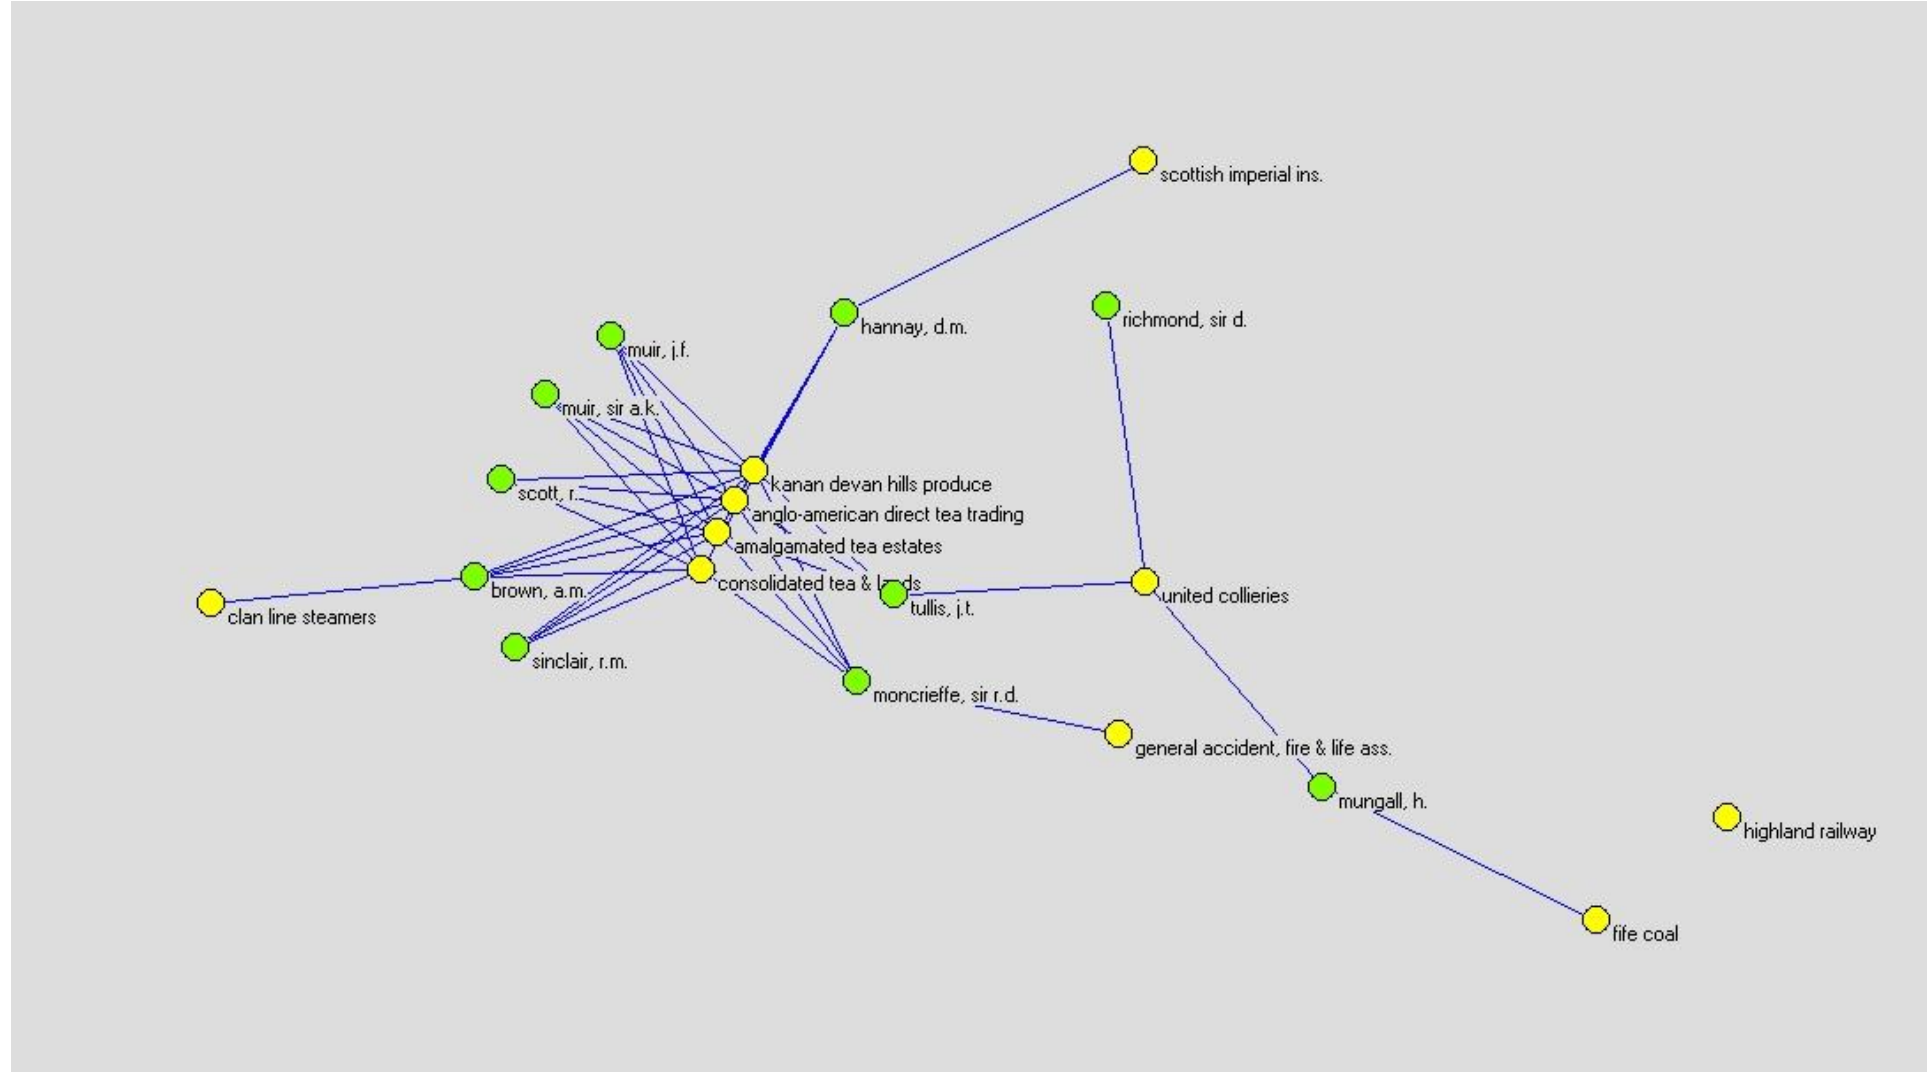 scottish imperial ins.
hannay, d.m.
richmond, sir d.
muir, j.f.
muir, sir a.k.
scott, r.
kanan devan hills produce
anglo-american direct tea trading
amalgamated tea estates
consolidated tea & lands
brown, a.m.
tullis, j.t.
united collieries
clan line steamers
sinclair, r.m.
moncrieffe, sir r.d.
general accident, fire & life ass.
mungall, h.
highland railway
fife coal